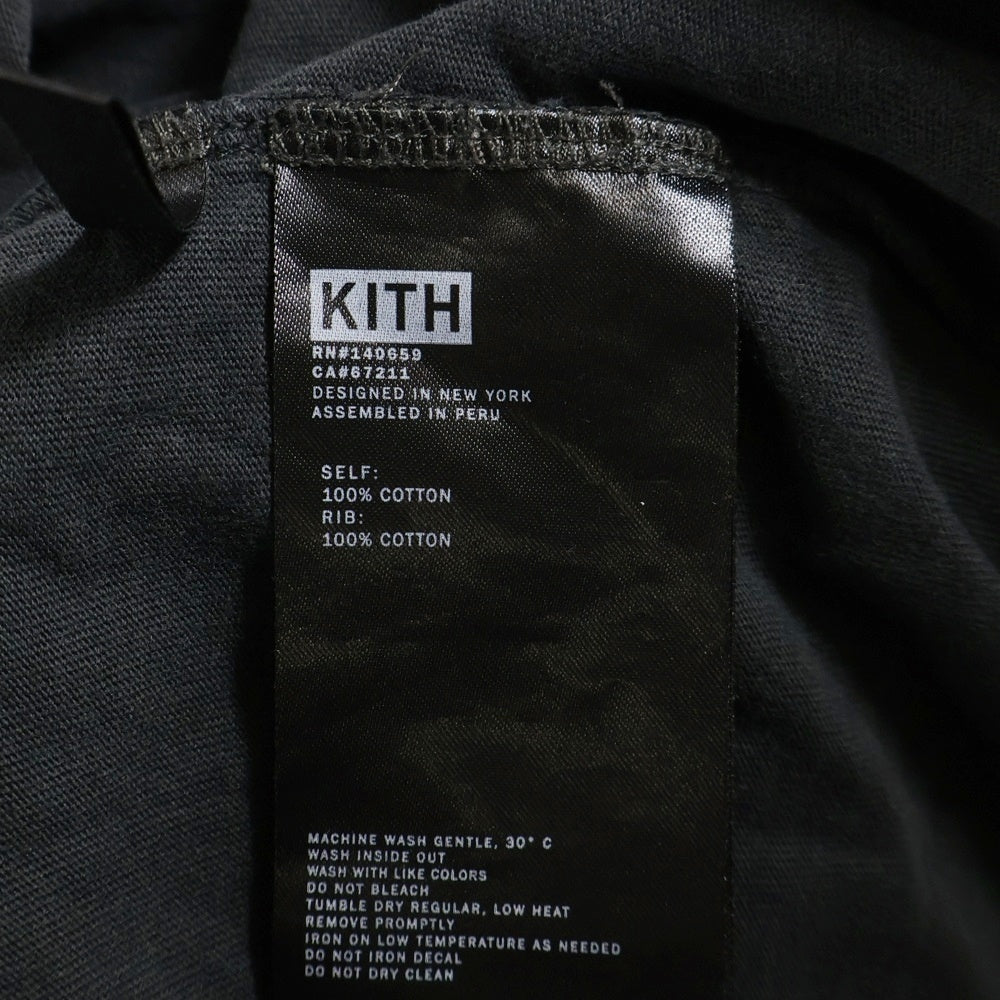 KITH
RN#140659
CA#67211
DESIGNED IN NEW YORK
ASSEMBLED IN PERU
SELF:
100% COTTON
RIB:
100% COTTON
MACHINE WASH GENTLE, 30° C
WASH INSIDE OUT
WASH WITH LIKE COLORS
DO NOT BLEACH
TUMBLE DRY REGULAR, LOW HEAT
REMOVE PROMPTLY
IRON ON LOW TEMPERATURE AS NEEDED
DO NOT IRON DECAL
DO NOT DRY CLEAN